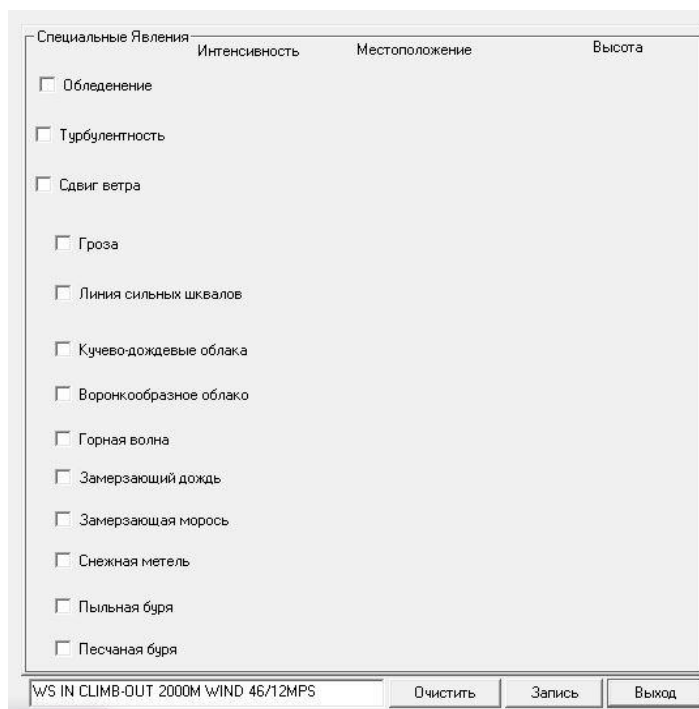 Специальные Явления
Интенсивность Местоположение Высота
Обледенение
Турбулентность
Сдвиг ветра
Гроза
Линия сильных шквалов
Кучево-дождевые облака
Воронкообразное облако
Горная волна
Замерзающий дождь
Замерзающая морось
Снежная метель
Пыльная буря
Песчаная буря
WS IN CLIMB-OUT 2000M WIND 46/12MPS Очистить Запись Выход